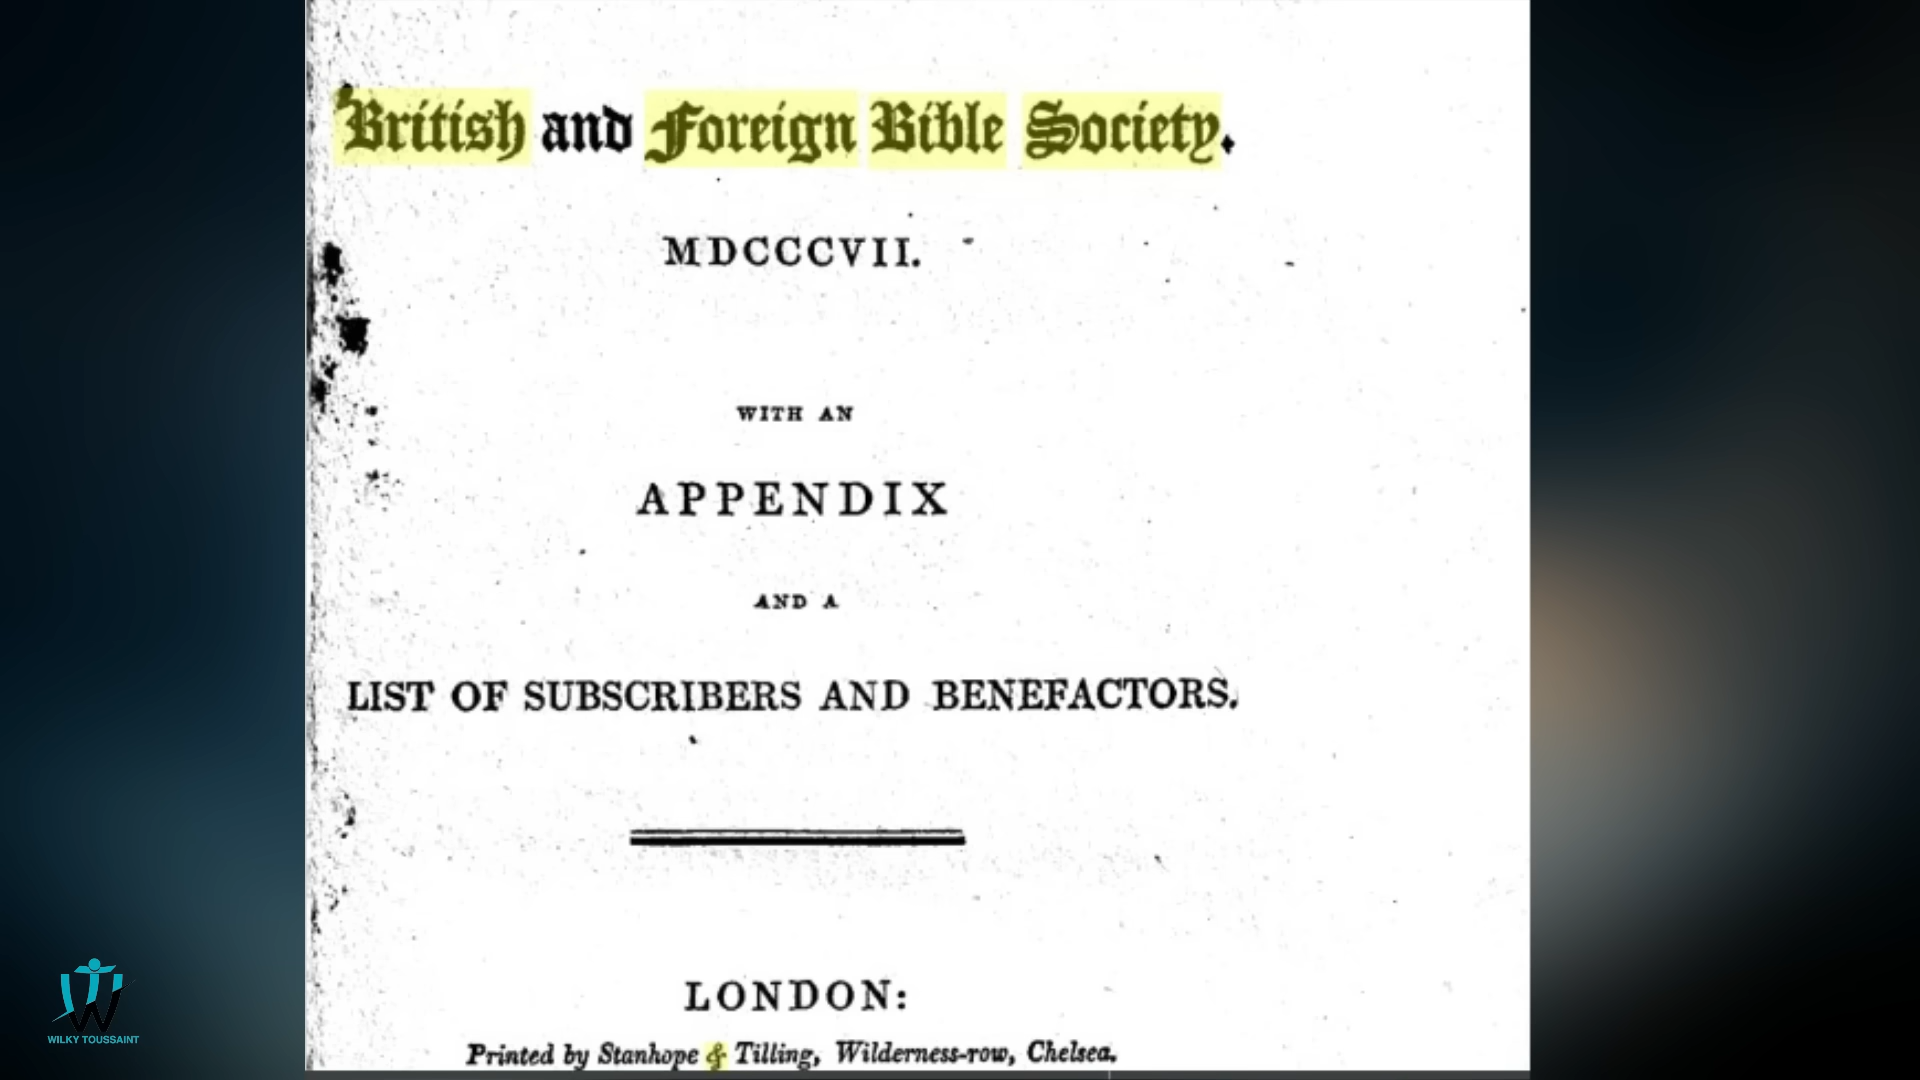 British and Foreign Bible Society.
MDCCCVII.
WITH AN
APPENDIX
AND A
LIST OF SUBSCRIBERS AND BENEFACTORS.
LONDON:
Printed by Stanhope & Tilling, Wilderness-row, Chelsea.
WILKY TOUSSAINT